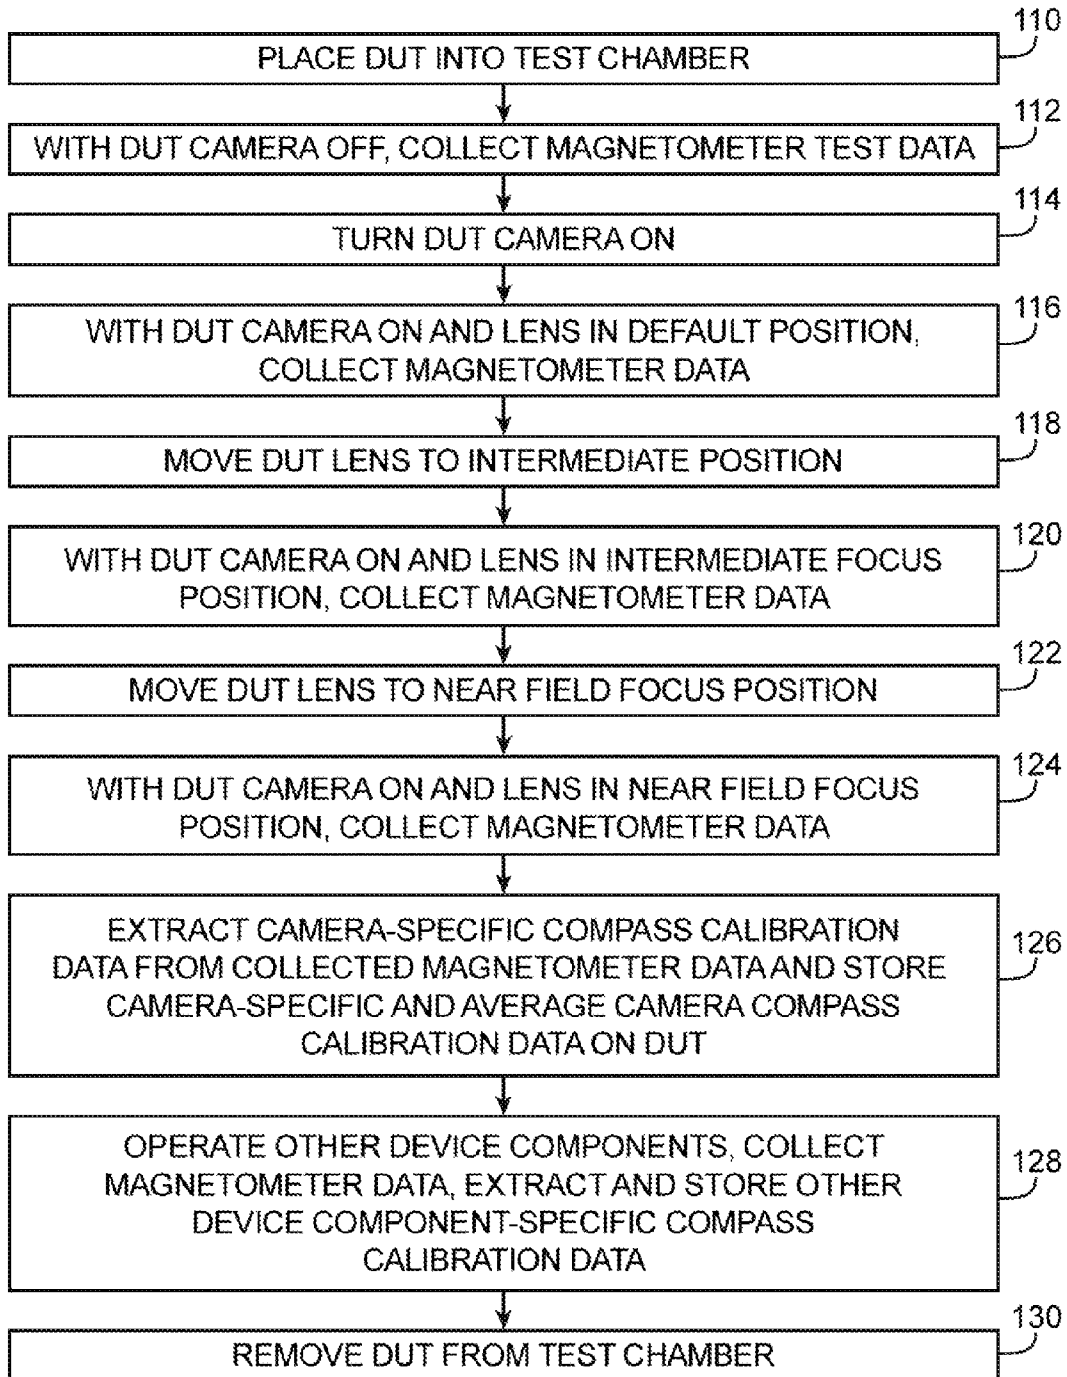 110
PLACE DUT INTO TEST CHAMBER
112
WITH DUT CAMERA OFF, COLLECT MAGNETOMETER TEST DATA
114
TURN DUT CAMERA ON
116
WITH DUT CAMERA ON AND LENS IN DEFAULT POSITION,
COLLECT MAGNETOMETER DATA
118
MOVE DUT LENS TO INTERMEDIATE POSITION
120
WITH DUT CAMERA ON AND LENS IN INTERMEDIATE FOCUS
POSITION, COLLECT MAGNETOMETER DATA
122
MOVE DUT LENS TO NEAR FIELD FOCUS POSITION
124
WITH DUT CAMERA ON AND LENS IN NEAR FIELD FOCUS
POSITION, COLLECT MAGNETOMETER DATA
126
EXTRACT CAMERA-SPECIFIC COMPASS CALIBRATION
DATA FROM COLLECTED MAGNETOMETER DATA AND STORE
CAMERA-SPECIFIC AND AVERAGE CAMERA COMPASS
CALIBRATION DATA ON DUT
128
OPERATE OTHER DEVICE COMPONENTS, COLLECT
MAGNETOMETER DATA, EXTRACT AND STORE OTHER
DEVICE COMPONENT-SPECIFIC COMPASS
CALIBRATION DATA
130
REMOVE DUT FROM TEST CHAMBER